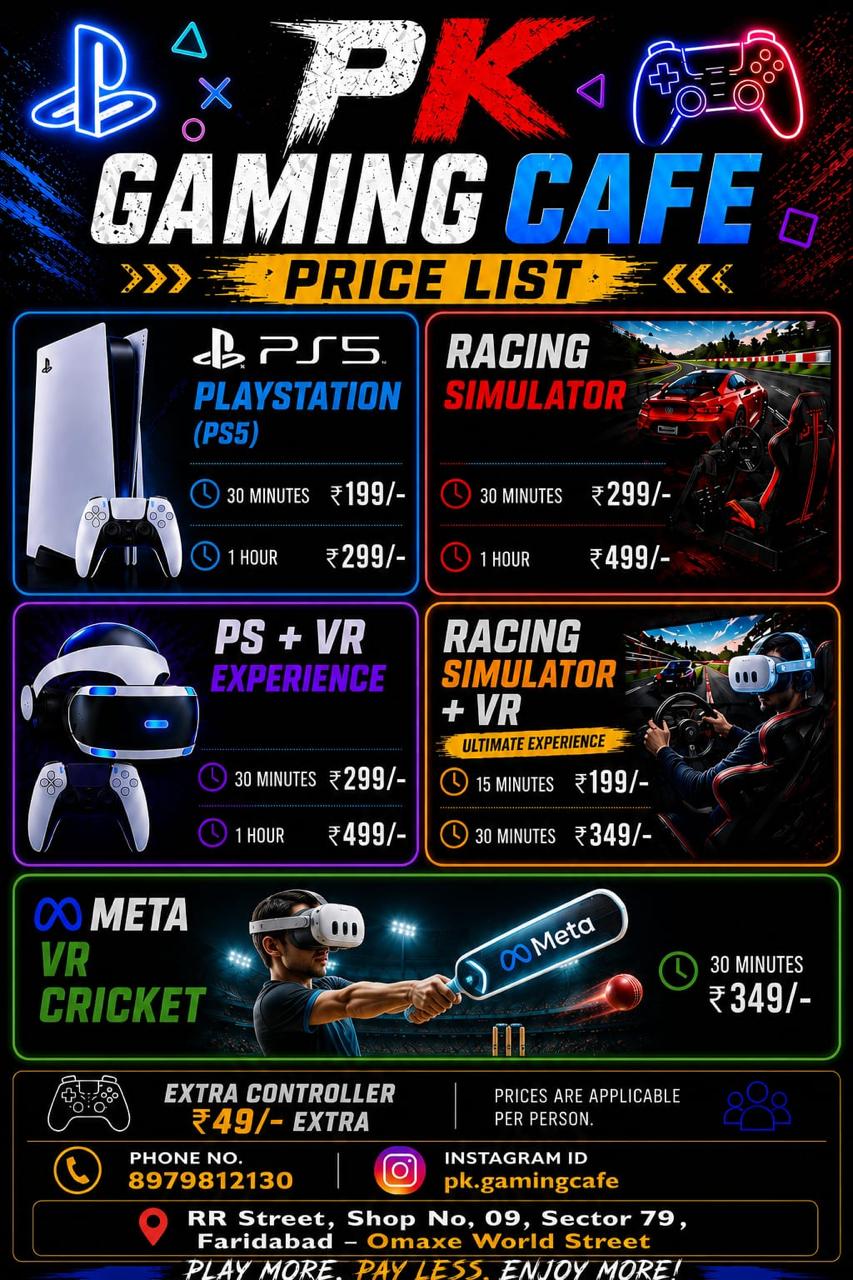 PK
GAMING CAFE
PRICE LIST
PS5
PLAYSTATION
(PS5)
30 MINUTES ₹199/-
1 HOUR ₹299/-
RACING
SIMULATOR
30 MINUTES ₹299/-
1 HOUR ₹499/-
PS + VR
EXPERIENCE
30 MINUTES ₹299/-
1 HOUR ₹499/-
RACING
SIMULATOR
+ VR
ULTIMATE EXPERIENCE
15 MINUTES ₹199/-
30 MINUTES ₹349/-
META
VR
CRICKET
Meta
30 MINUTES
₹349/-
EXTRA CONTROLLER
₹49/- EXTRA
PRICES ARE APPLICABLE
PER PERSON.
PHONE NO.
8979812130
INSTAGRAM ID
pk.gamingcafe
RR Street, Shop No, 09, Sector 79,
Faridabad – Omaxe World Street
PLAY MORE. PAY LESS. ENJOY MORE!